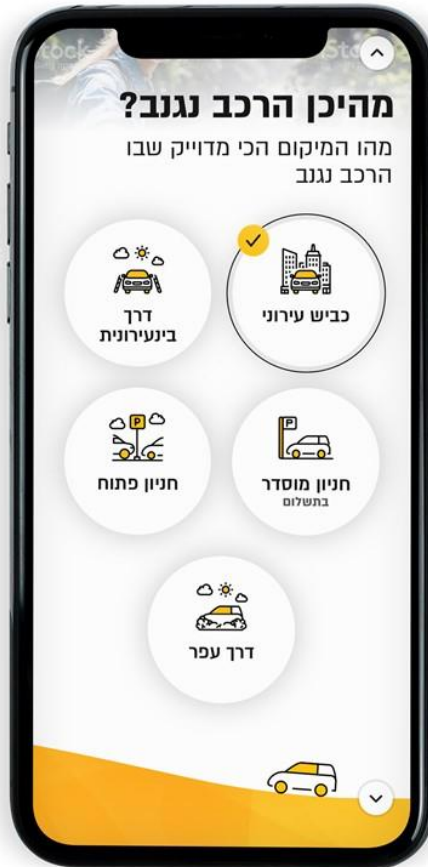 מהיכן הרכב נגנב?
מהו המיקום הכי מדוייק שבו
הרכב נגנב
כביש עירוני
דרך
בינעירונית
P
חניון מוסדר
בתשלום
P
חניון פתוח
דרך עפר